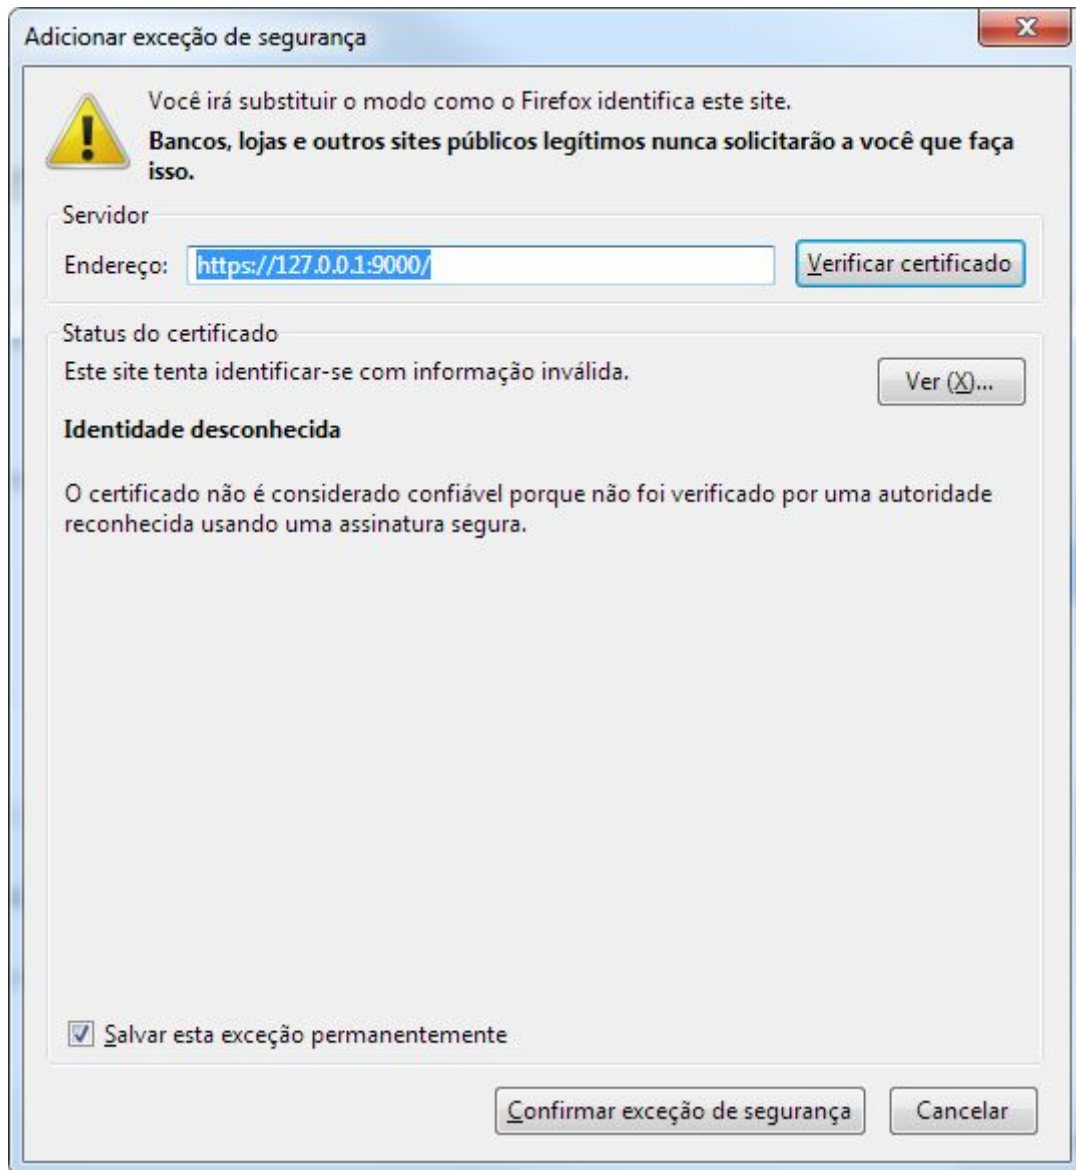 Adicionar exceção de segurança
Você irá substituir o modo como o Firefox identifica este site.
Bancos, lojas e outros sites públicos legítimos nunca solicitarão a você que faça
isso.
Servidor
Endereço: https://127.0.0.1:9000/ Verificar certificado
Status do certificado
Este site tenta identificar-se com informação inválida.
Ver (X)...
Identidade desconhecida
O certificado não é considerado confiável porque não foi verificado por uma autoridade
reconhecida usando uma assinatura segura.
Salvar esta exceção permanentemente
Confirmar exceção de segurança Cancelar